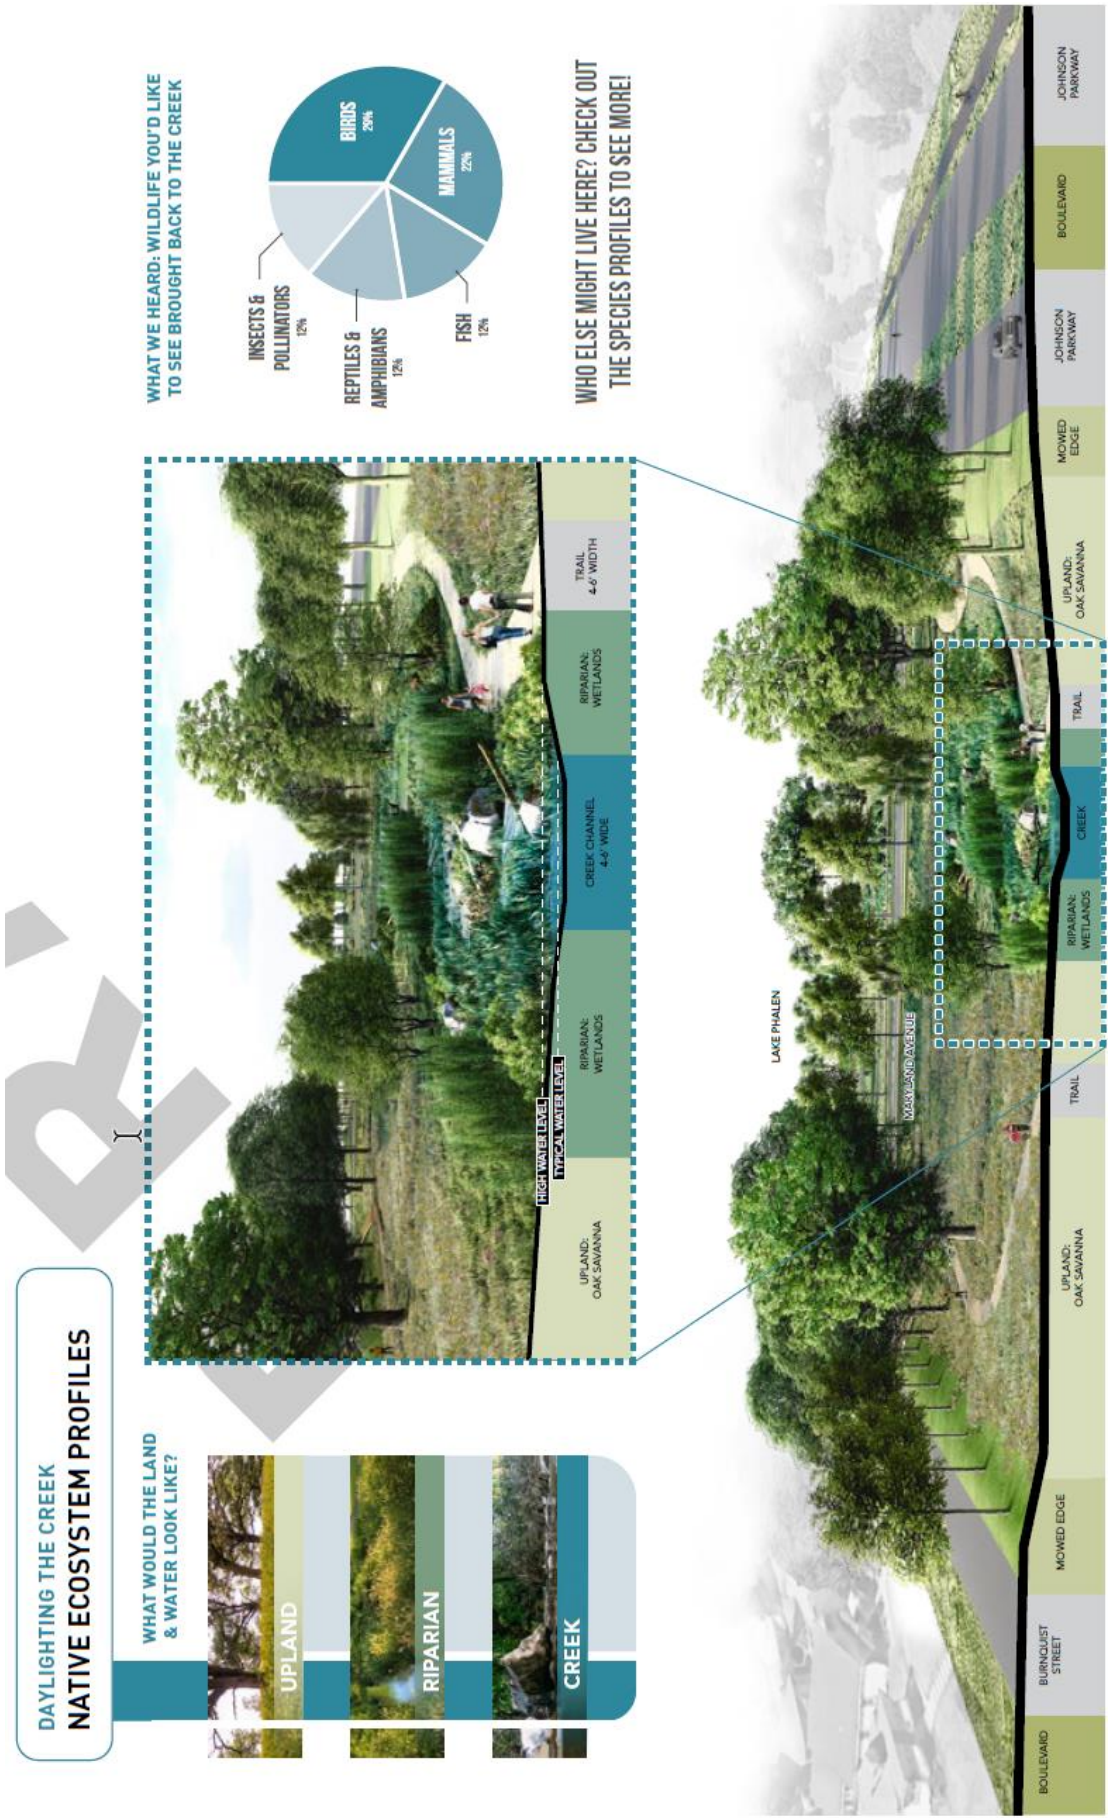 DAYLIGHTING THE CREEK
NATIVE ECOSYSTEM PROFILES
WHAT WOULD THE LAND
& WATER LOOK LIKE?
UPLAND
RIPARIAN
CREEK
HIGH WATER LEVEL
TYPICAL WATER LEVEL
UPLAND:
OAK SAVANNA
RIPARIAN:
WETLANDS
CREEK CHANNEL
4-6' WIDE
RIPARIAN:
WETLANDS
TRAIL
4-6' WIDTH
WHAT WE HEARD: WILDLIFE YOU'D LIKE
TO SEE BROUGHT BACK TO THE CREEK
INSECTS &
POLLINATORS
12%
BIRDS
29%
REPTILES &
AMPHIBIANS
12%
MAMMALS
22%
FISH
12%
WHO ELSE MIGHT LIVE HERE? CHECK OUT
THE SPECIES PROFILES TO SEE MORE!
LAKE PHALEN
MARYLAND AVENUE
BOULEVARD
BURNQUIST
STREET
MOWED EDGE
UPLAND:
OAK SAVANNA
TRAIL
RIPARIAN:
WETLANDS
CREEK
TRAIL
UPLAND:
OAK SAVANNA
MOWED
EDGE
JOHNSON
PARKWAY
BOULEVARD
JOHNSON
PARKWAY